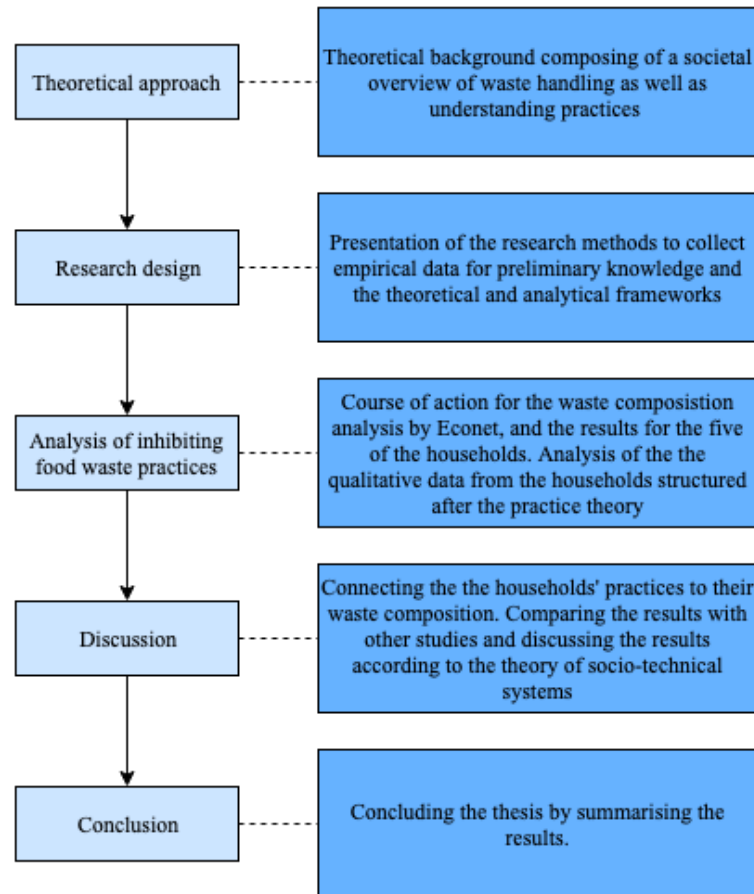 Theoretical approach
Theoretical background composing of a societal
overview of waste handling as well as
understanding practices
Research design
Presentation of the research methods to collect
empirical data for preliminary knowledge and
the theoretical and analytical frameworks
Analysis of inhibiting
food waste practices
Course of action for the waste composistion
analysis by Econet, and the results for the five
of the households. Analysis of the the
qualitative data from the households structured
after the practice theory
Discussion
Connecting the the households' practices to their
waste composition. Comparing the results with
other studies and discussing the results
according to the theory of socio-technical
systems
Conclusion
Concluding the thesis by summarising the
results.